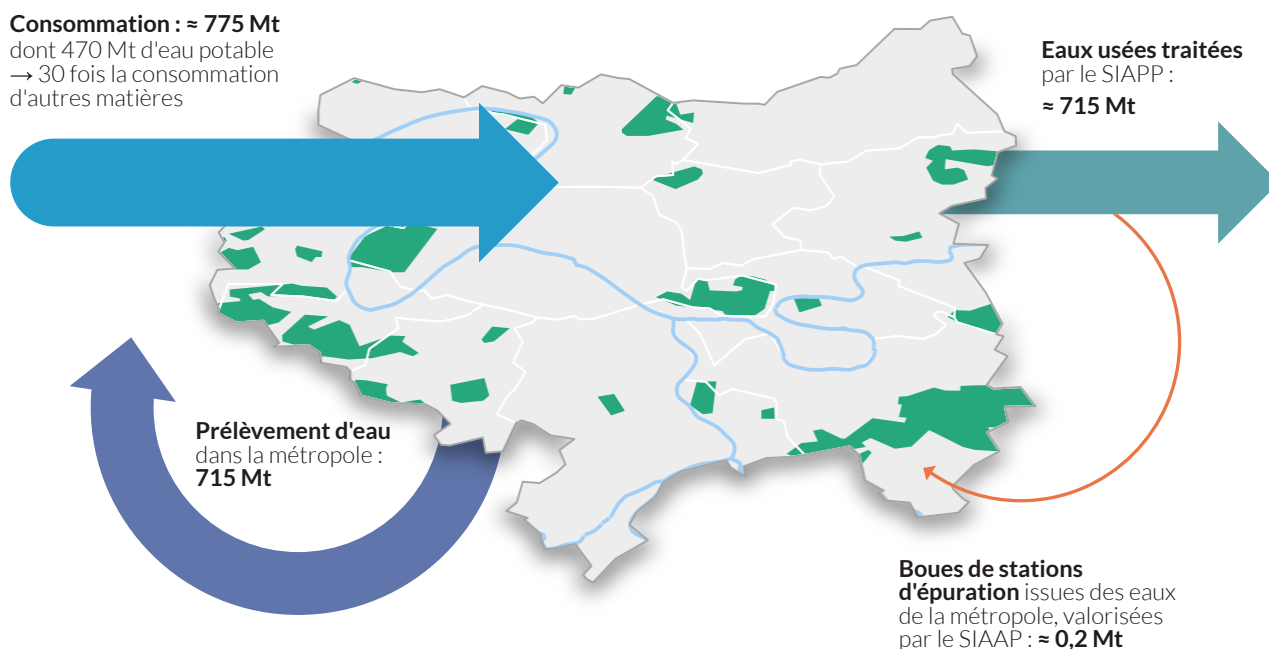 Consommation : ≈ 775 Mt
dont 470 Mt d'eau potable
→ 30 fois la consommation
d'autres matières
Eaux usées traitées
par le SIAPP :
≈ 715 Mt
Prélèvement d'eau
dans la métropole :
715 Mt
Boues de stations
d'épuration issues des eaux
de la métropole, valorisées
par le SIAAP : ≈ 0,2 Mt